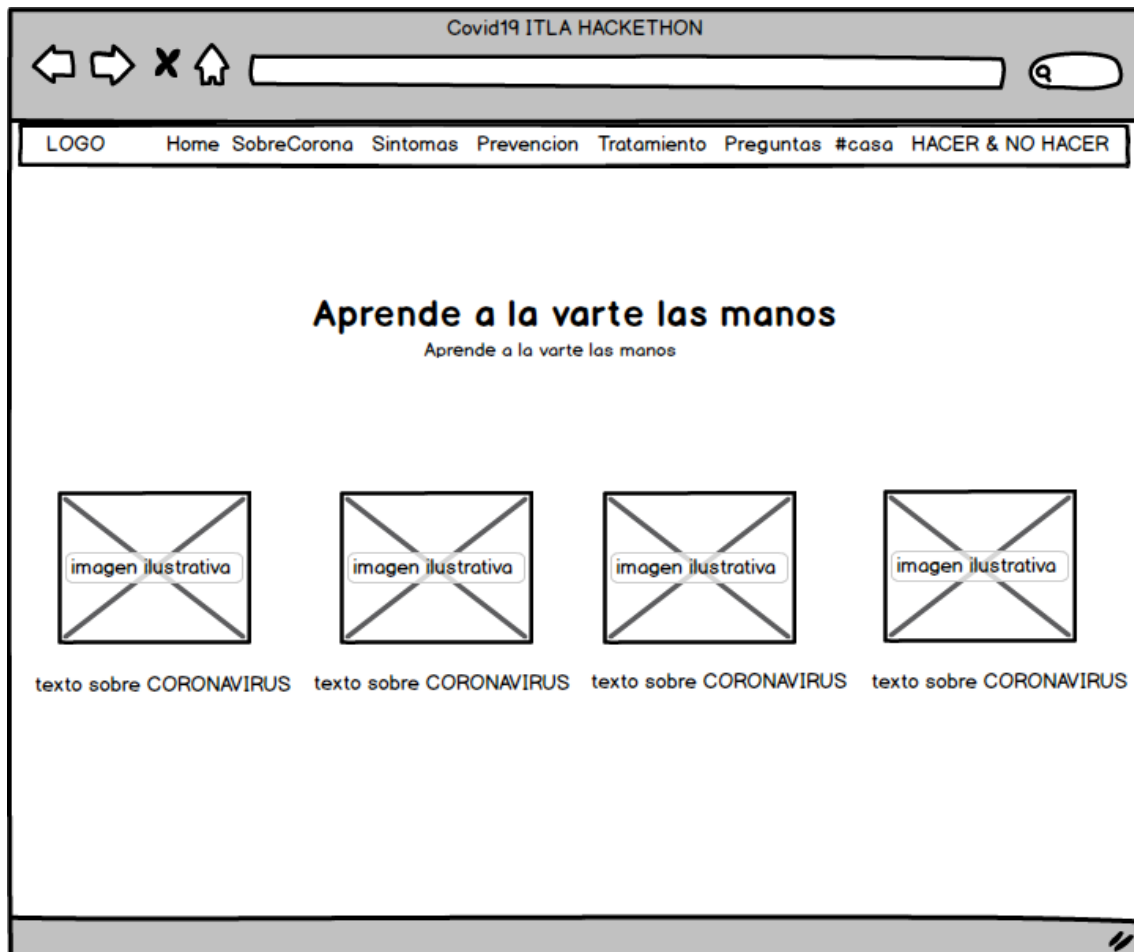 Covid19 ITLA HACKETHON
LOGO Home SobreCorona Sintomas Prevencion Tratamiento Preguntas #casa HACER & NO HACER
Aprende a la varte las manos
Aprende a la varte las manos
imagen ilustrativa imagen ilustrativa imagen ilustrativa imagen ilustrativa
texto sobre CORONAVIRUS texto sobre CORONAVIRUS texto sobre CORONAVIRUS texto sobre CORONAVIRUS